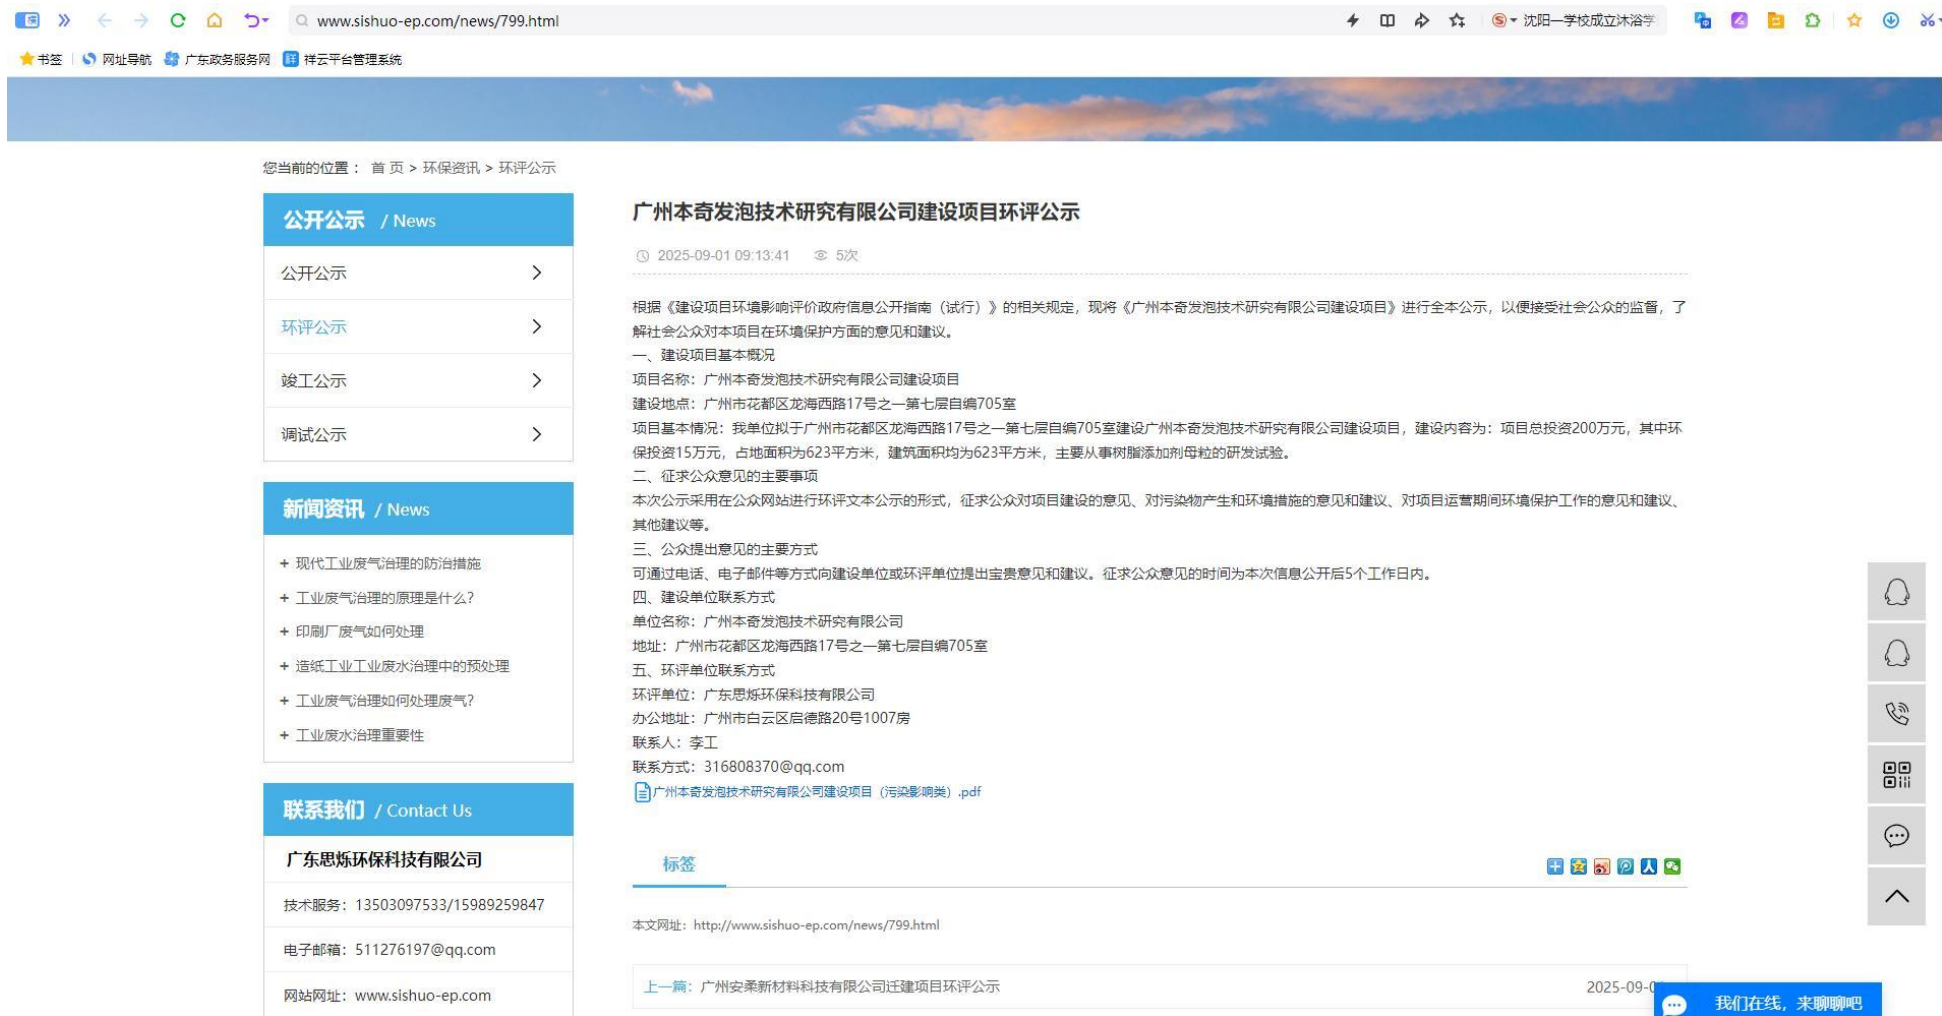 www.sishuo-ep.com/news/799.html
沈阳一学校成立沐浴学
书签
网址导航
广东政务服务网
祥云平台管理系统
您当前的位置： 首 页 > 环保资讯 > 环评公示
公开公示 / News
公开公示
环评公示
竣工公示
调试公示
新闻资讯 / News
+ 现代工业废气治理的防治措施
+ 工业废气治理的原理是什么?
+ 印刷厂废气如何处理
+ 造纸工业工业废水治理中的预处理
+ 工业废气治理如何处理废气?
+ 工业废水治理重要性
联系我们 / Contact Us
广东思烁环保科技有限公司
技术服务：13503097533/15989259847
电子邮箱：511276197@qq.com
网站网址：www.sishuo-ep.com
广州本奇发泡技术研究有限公司建设项目环评公示
2025-09-01 09:13:41 5次
根据《建设项目环境影响评价政府信息公开指南（试行）》的相关规定，现将《广州本奇发泡技术研究有限公司建设项目》进行全本公示，以便接受社会公众的监督，了
解社会公众对本项目在环境保护方面的意见和建议。
一、建设项目基本概况
项目名称：广州本奇发泡技术研究有限公司建设项目
建设地点：广州市花都区龙海西路17号之一第七层自编705室
项目基本情况：我单位拟于广州市花都区龙海西路17号之一第七层自编705室建设广州本奇发泡技术研究有限公司建设项目，建设内容为：项目总投资200万元，其中环
保投资15万元，占地面积为623平方米，建筑面积均为623平方米，主要从事树脂添加剂母粒的研发试验。
二、征求公众意见的主要事项
本次公示采用在公众网站进行环评文本公示的形式，征求公众对项目建设的意见、对污染物产生和环境措施的意见和建议、对项目运营期间环境保护工作的意见和建议、
其他建议等。
三、公众提出意见的主要方式
可通过电话、电子邮件等方式向建设单位或环评单位提出宝贵意见和建议。征求公众意见的时间为本次信息公开后5个工作日内。
四、建设单位联系方式
单位名称：广州本奇发泡技术研究有限公司
地址：广州市花都区龙海西路17号之一第七层自编705室
五、环评单位联系方式
环评单位：广东思烁环保科技有限公司
办公地址：广州市白云区启德路20号1007房
联系人：李工
联系方式：316808370@qq.com
广州本奇发泡技术研究有限公司建设项目（污染影响类）.pdf
标签
本文网址：http://www.sishuo-ep.com/news/799.html
上一篇：广州安柔新材料科技有限公司迁建项目环评公示 2025-09-0
我们在线，来聊聊吧